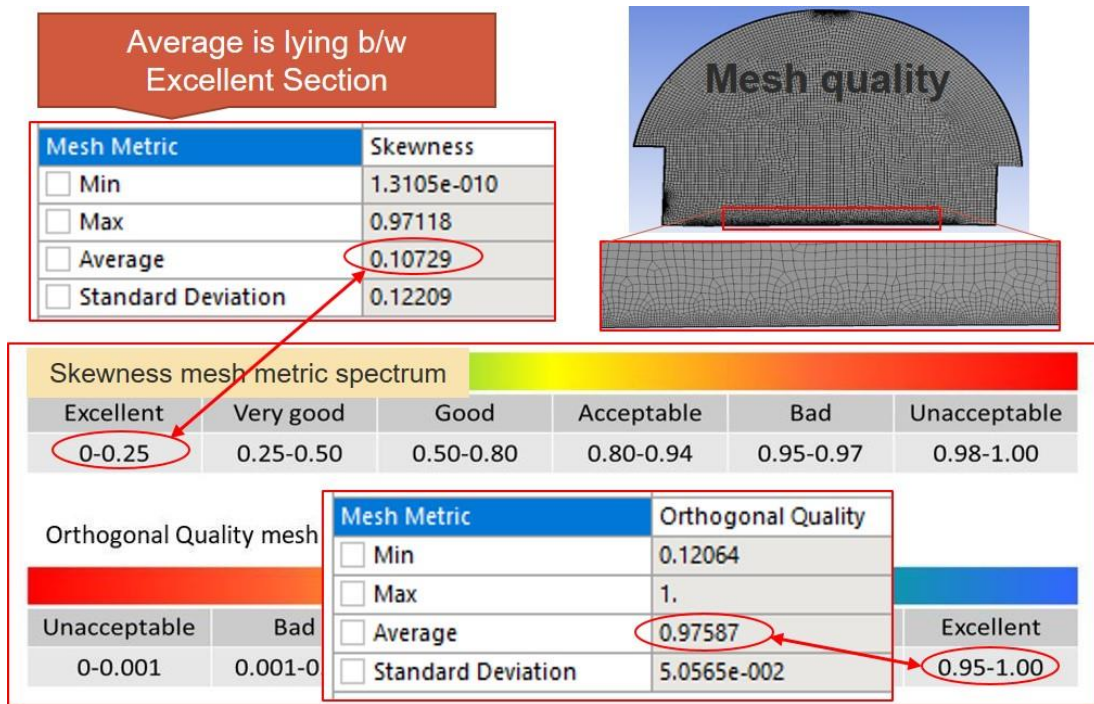 Average is lying b/w
Excellent Section
Mesh quality
Mesh Metric Skewness
Min 1.3105e-010
Max 0.97118
Average 0.10729
Standard Deviation 0.12209
Skewness mesh metric spectrum
Excellent Very good Good Acceptable Bad Unacceptable
0-0.25 0.25-0.50 0.50-0.80 0.80-0.94 0.95-0.97 0.98-1.00
Orthogonal Quality mesh
Mesh Metric Orthogonal Quality
Min 0.12064
Max 1.
Average 0.97587
Standard Deviation 5.0565e-002
Unacceptable Bad Excellent
0-0.001 0.001-0 0.95-1.00